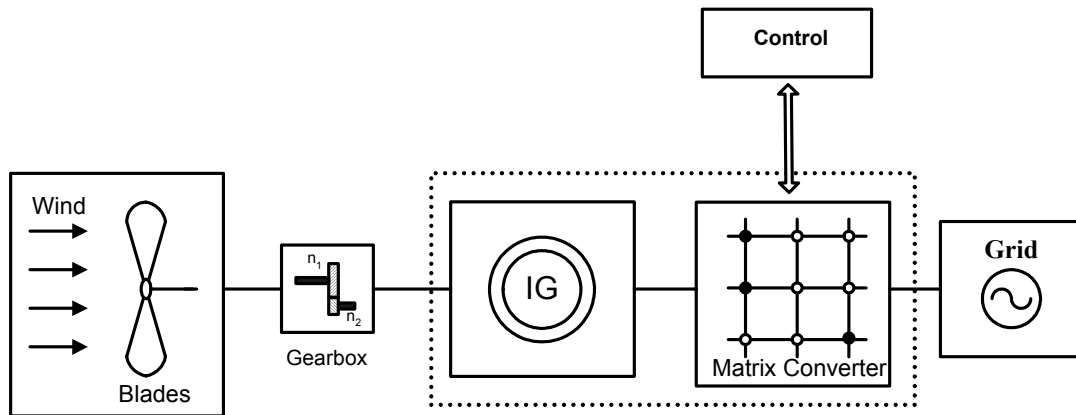 Control
Wind
Blades
n1
n2
Gearbox
IG
Matrix Converter
Grid